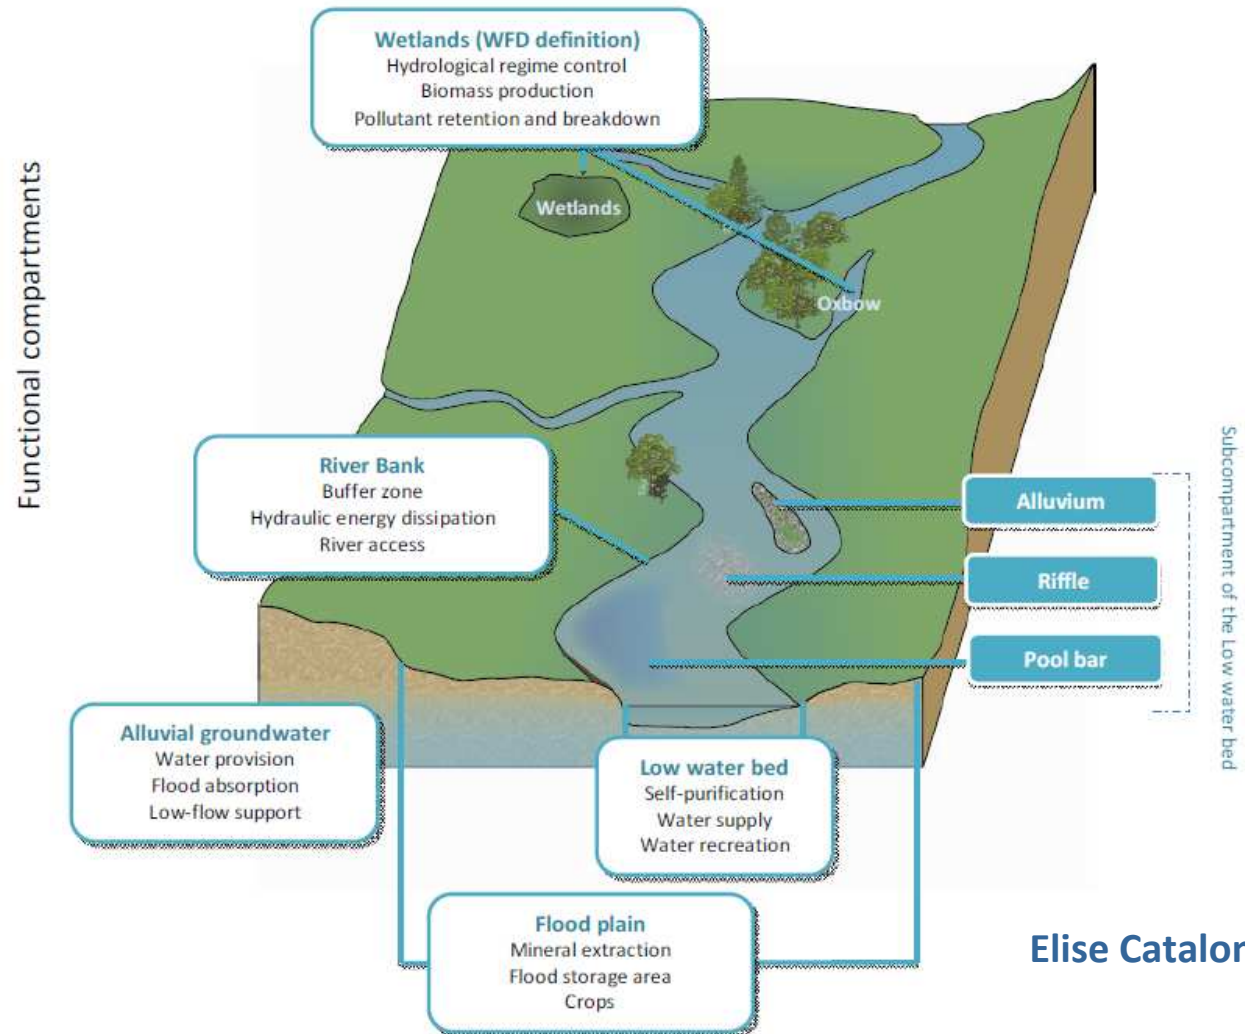 Wetlands (WFD definition)
Hydrological regime control
Biomass production
Pollutant retention and breakdown
Functional compartments
Wetlands
Oxbow
River Bank
Buffer zone
Hydraulic energy dissipation
River access
Alluvium
Riffle
Pool bar
Subcompartment of the Low water bed
Alluvial groundwater
Water provision
Flood absorption
Low-flow support
Low water bed
Self-purification
Water supply
Water recreation
Flood plain
Mineral extraction
Flood storage area
Crops
Elise Catalon